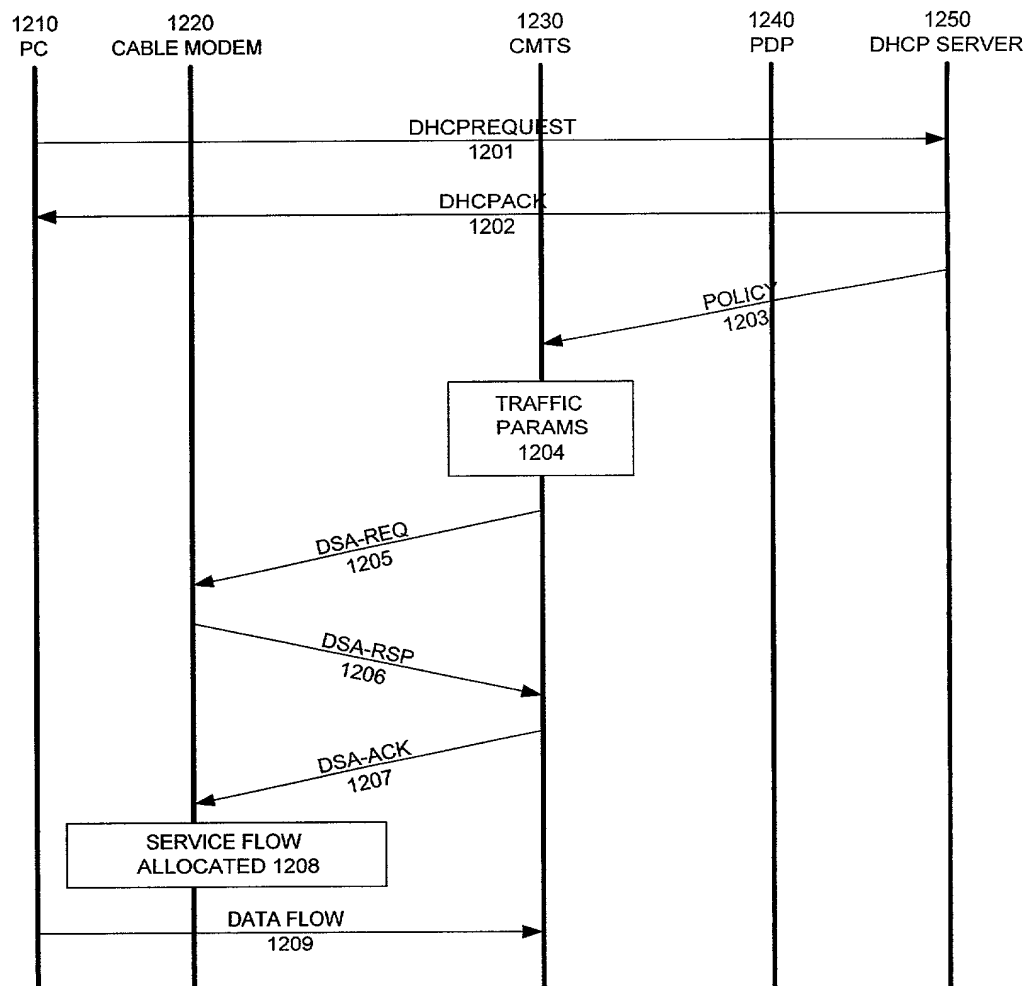 1210
PC
1220
CABLE MODEM
1230
CMTS
1240
PDP
1250
DHCP SERVER
DHCPREQUEST
1201
DHCPACK
1202
POLICY
1203
TRAFFIC
PARAMS
1204
DSA-REQ
1205
DSA-RSP
1206
DSA-ACK
1207
SERVICE FLOW
ALLOCATED 1208
DATA FLOW
1209